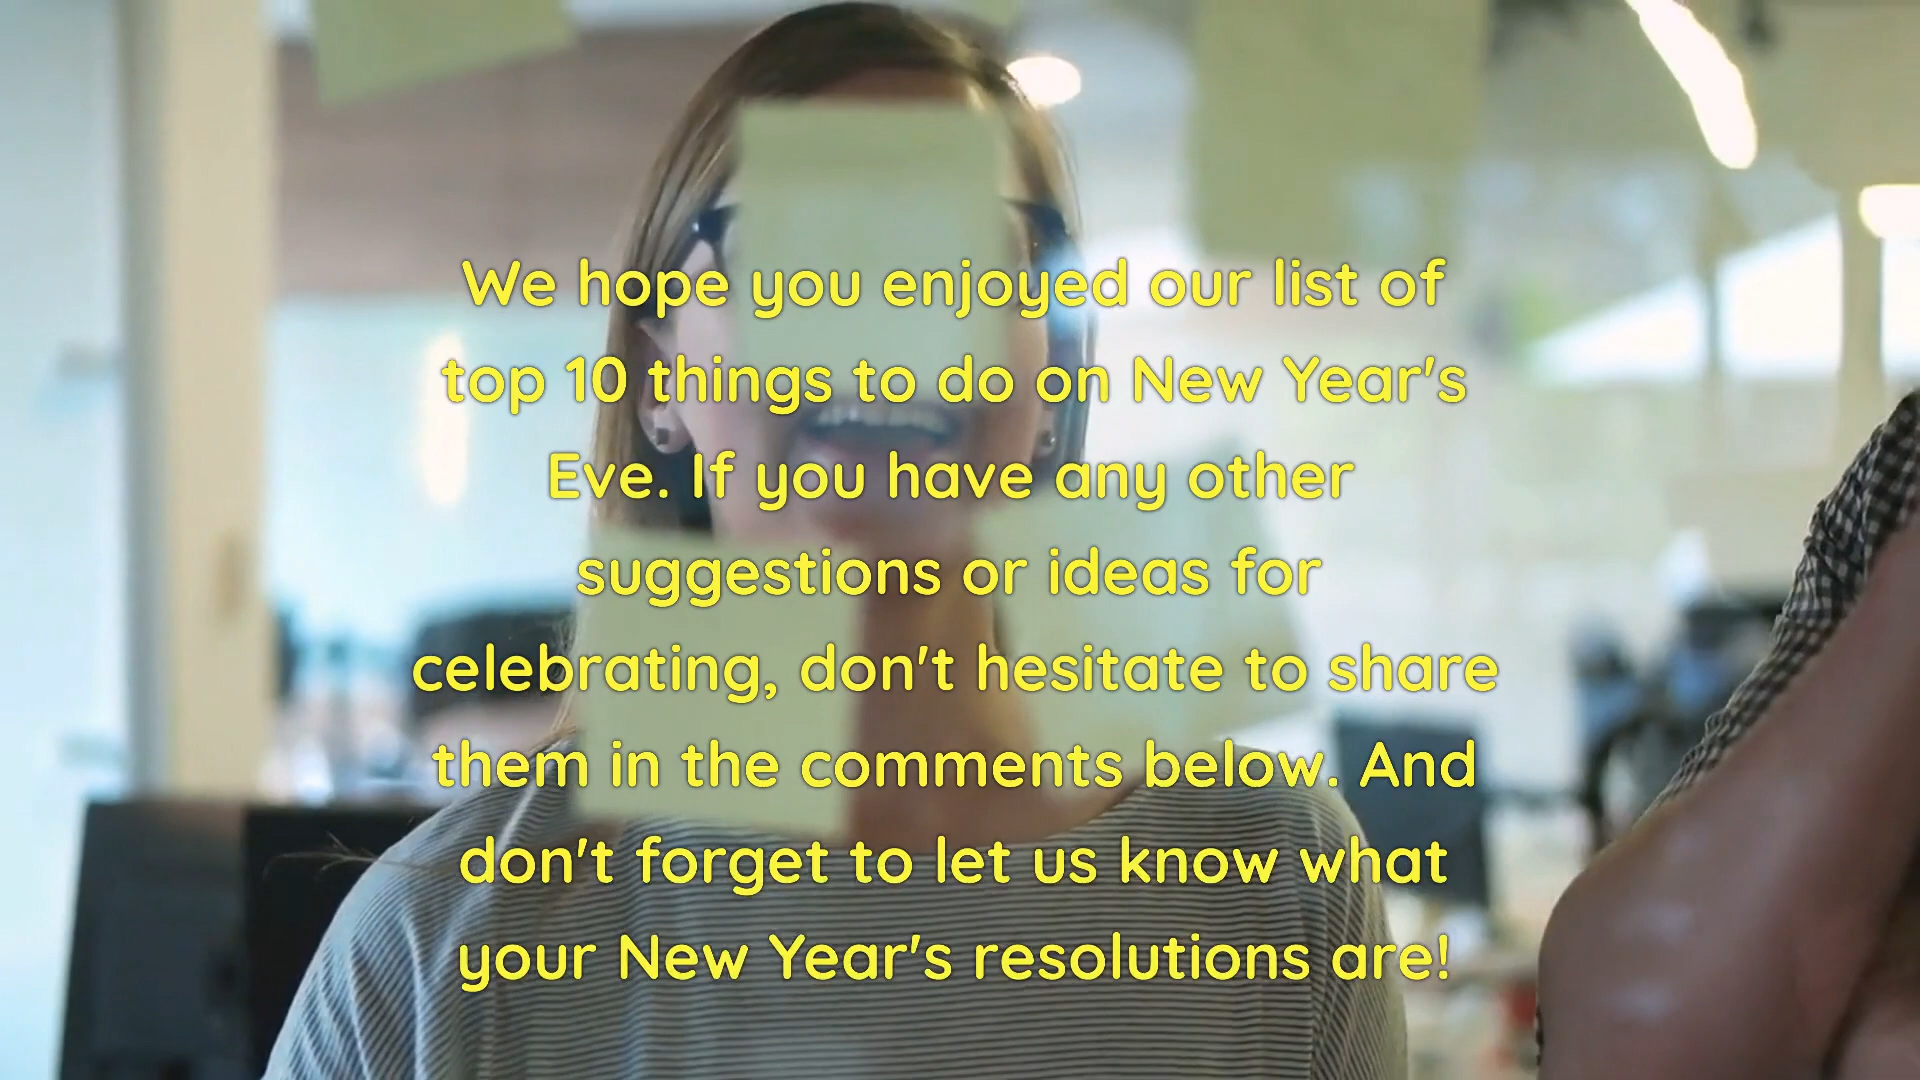 We hope you enjoyed our list of
top 10 things to do on New Year's
Eve. If you have any other
suggestions or ideas for
celebrating, don't hesitate to share
them in the comments below. And
don't forget to let us know what
your New Year's resolutions are!